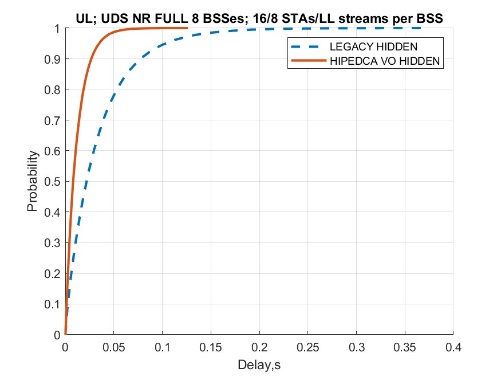 UL; UDS NR FULL 8 BSSes; 16/8 STAs/LL streams per BSS
LEGACY HIDDEN
HIPEDCA VO HIDDEN
1
0.9
0.8
0.7
0.6
0.5
0.4
0.3
0.2
0.1
0
Probability
0 0.05 0.1 0.15 0.2 0.25 0.3 0.35 0.4
Delay,s